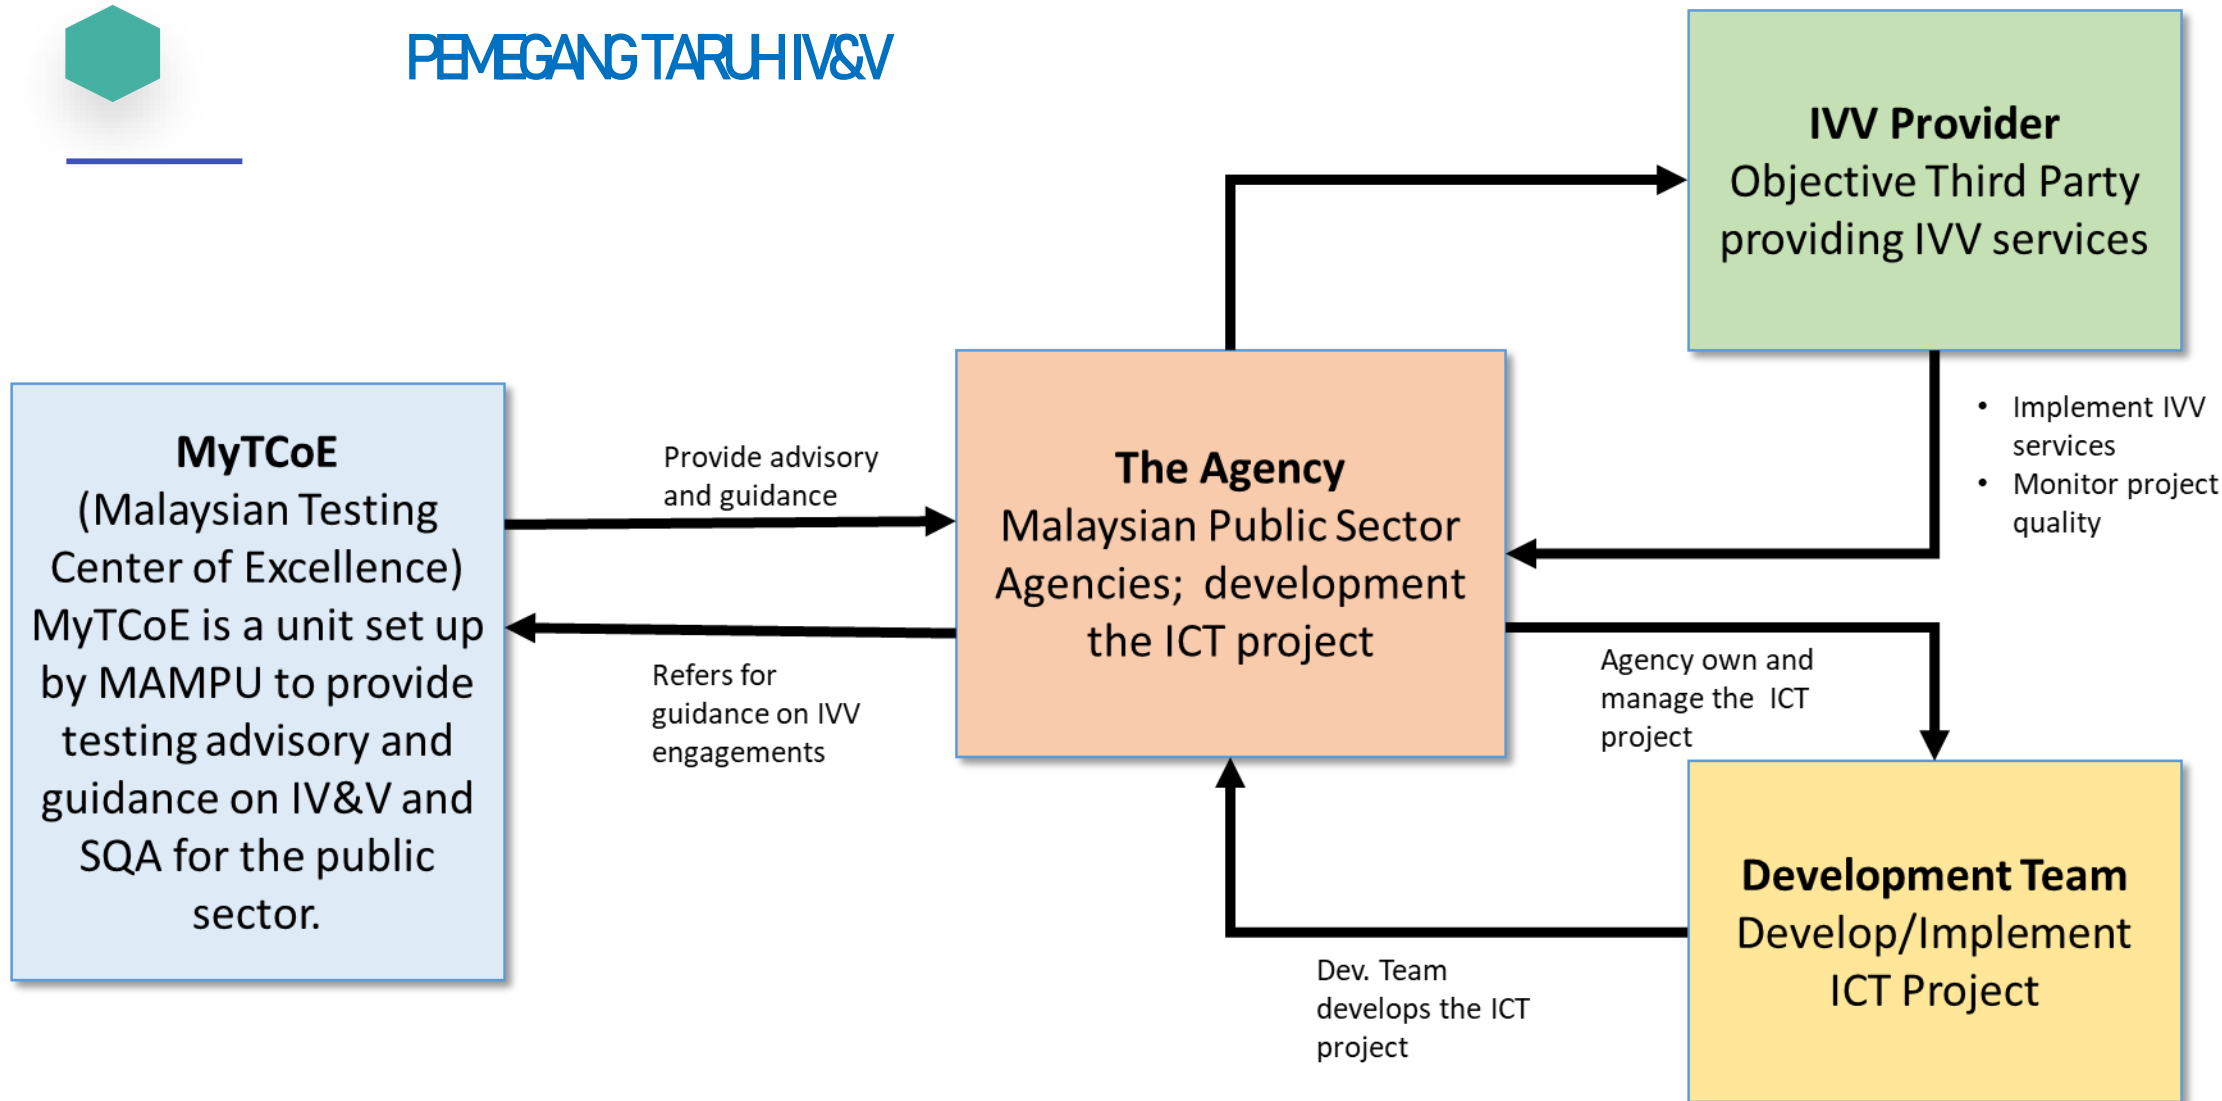 PEMEGANG TARUH IV&V
IVV Provider
Objective Third Party
providing IVV services
• Implement IVV
services
• Monitor project
quality
MyTCoE
(Malaysian Testing
Center of Excellence)
MyTCoE is a unit set up
by MAMPU to provide
testing advisory and
guidance on IV&V and
SQA for the public
sector.
Provide advisory
and guidance
Refers for
guidance on IVV
engagements
The Agency
Malaysian Public Sector
Agencies; development
the ICT project
Agency own and
manage the ICT
project
Dev. Team
develops the ICT
project
Development Team
Develop/Implement
ICT Project